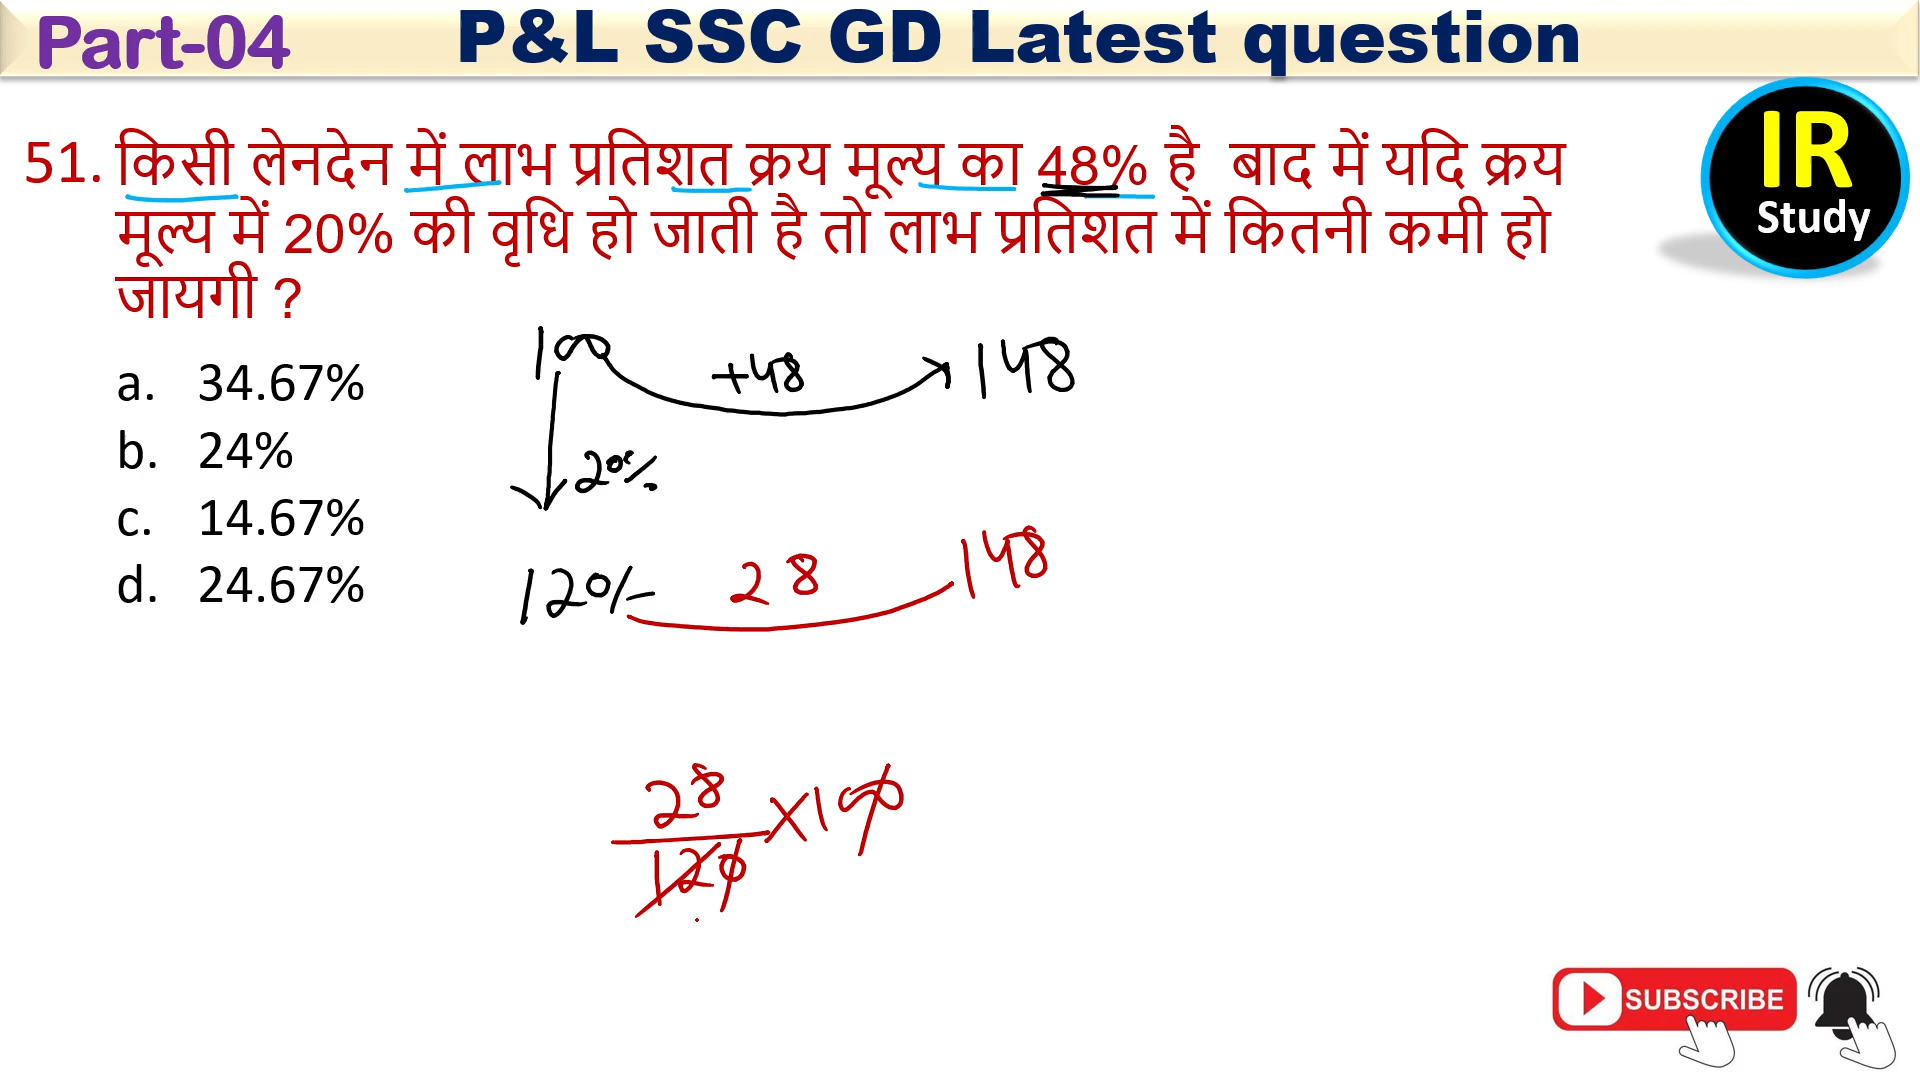 Part-04
P&L SSC GD Latest question
IR
Study
51. किसी लेनदेन में लाभ प्रतिशत क्रय मूल्य का 48% है बाद में यदि क्रय
मूल्य में 20% की वृधि हो जाती है तो लाभ प्रतिशत में कितनी कमी हो
जायगी ?
a. 34.67%
b. 24%
c. 14.67%
d. 24.67%
100 +48 148
20%
120/- 28 148
28
×100
120
SUBSCRIBE